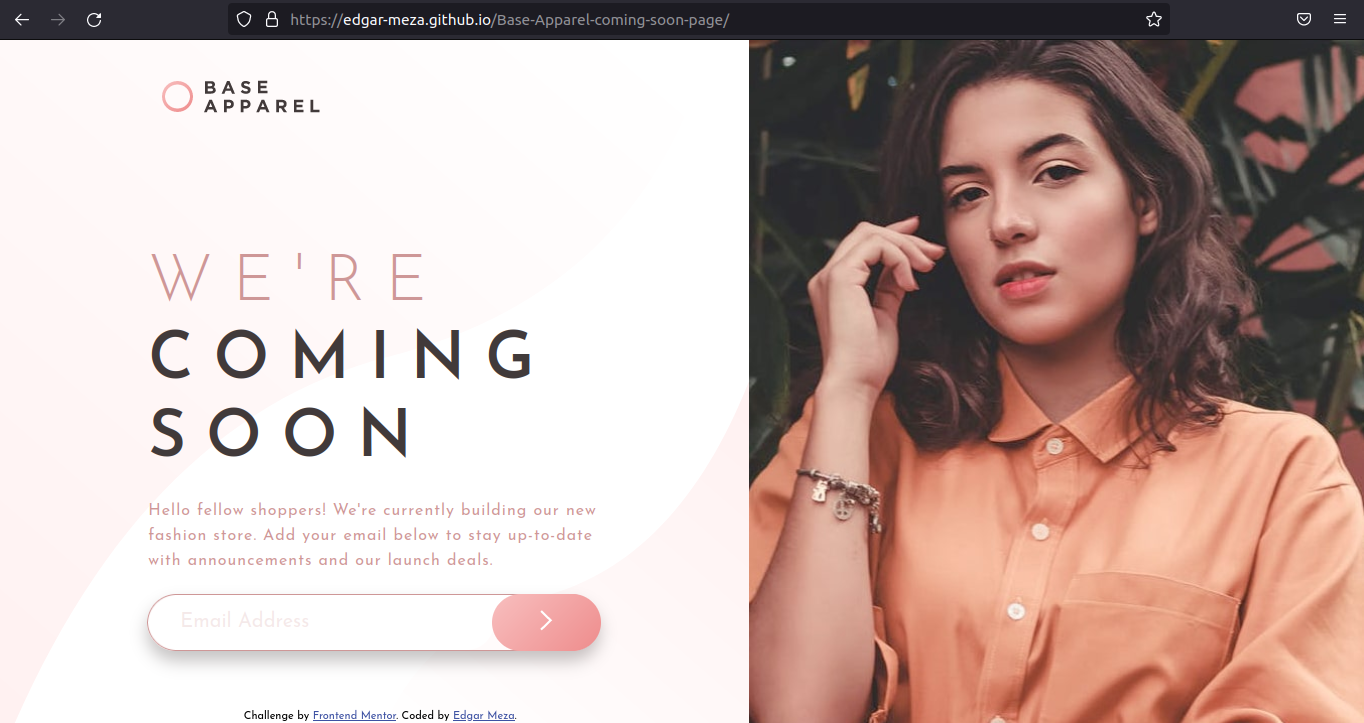 https://edgar-meza.github.io/Base-Apparel-coming-soon-page/
BASE
APPAREL
WE'RE
COMING
SOON
Hello fellow shoppers! We're currently building our new
fashion store. Add your email below to stay up-to-date
with announcements and our launch deals.
Email Address
Challenge by Frontend Mentor. Coded by Edgar Meza.